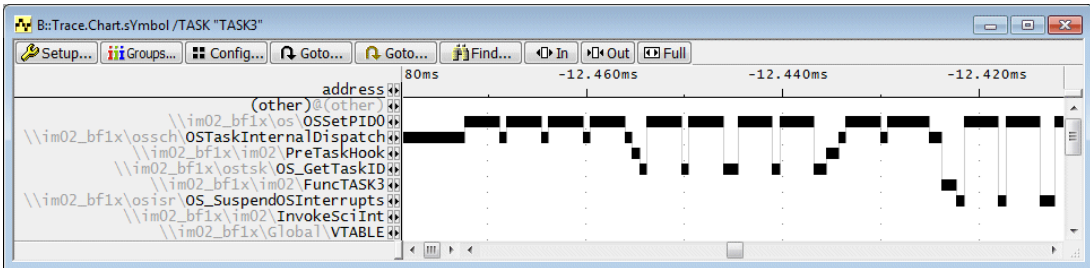 B::Trace.Chart.sYmbol /TASK "TASK3"
Setup... Groups... Config... Goto... Goto... Find... In Out Full
80ms -12.460ms -12.440ms -12.420ms
address
(other)@(other)
\\im02_bf1x\os\OSSetPID0
\\im02_bf1x\ossch\OSTaskInternalDispatch
\\im02_bf1x\im02\PreTaskHook
\\im02_bf1x\ostsk\OS_GetTaskID
\\im02_bf1x\im02\FuncTASK3
\\im02_bf1x\osisr\OS_SuspendOSInterrupts
\\im02_bf1x\im02\InvokeSciInt
\\im02_bf1x\Global\VTABLE